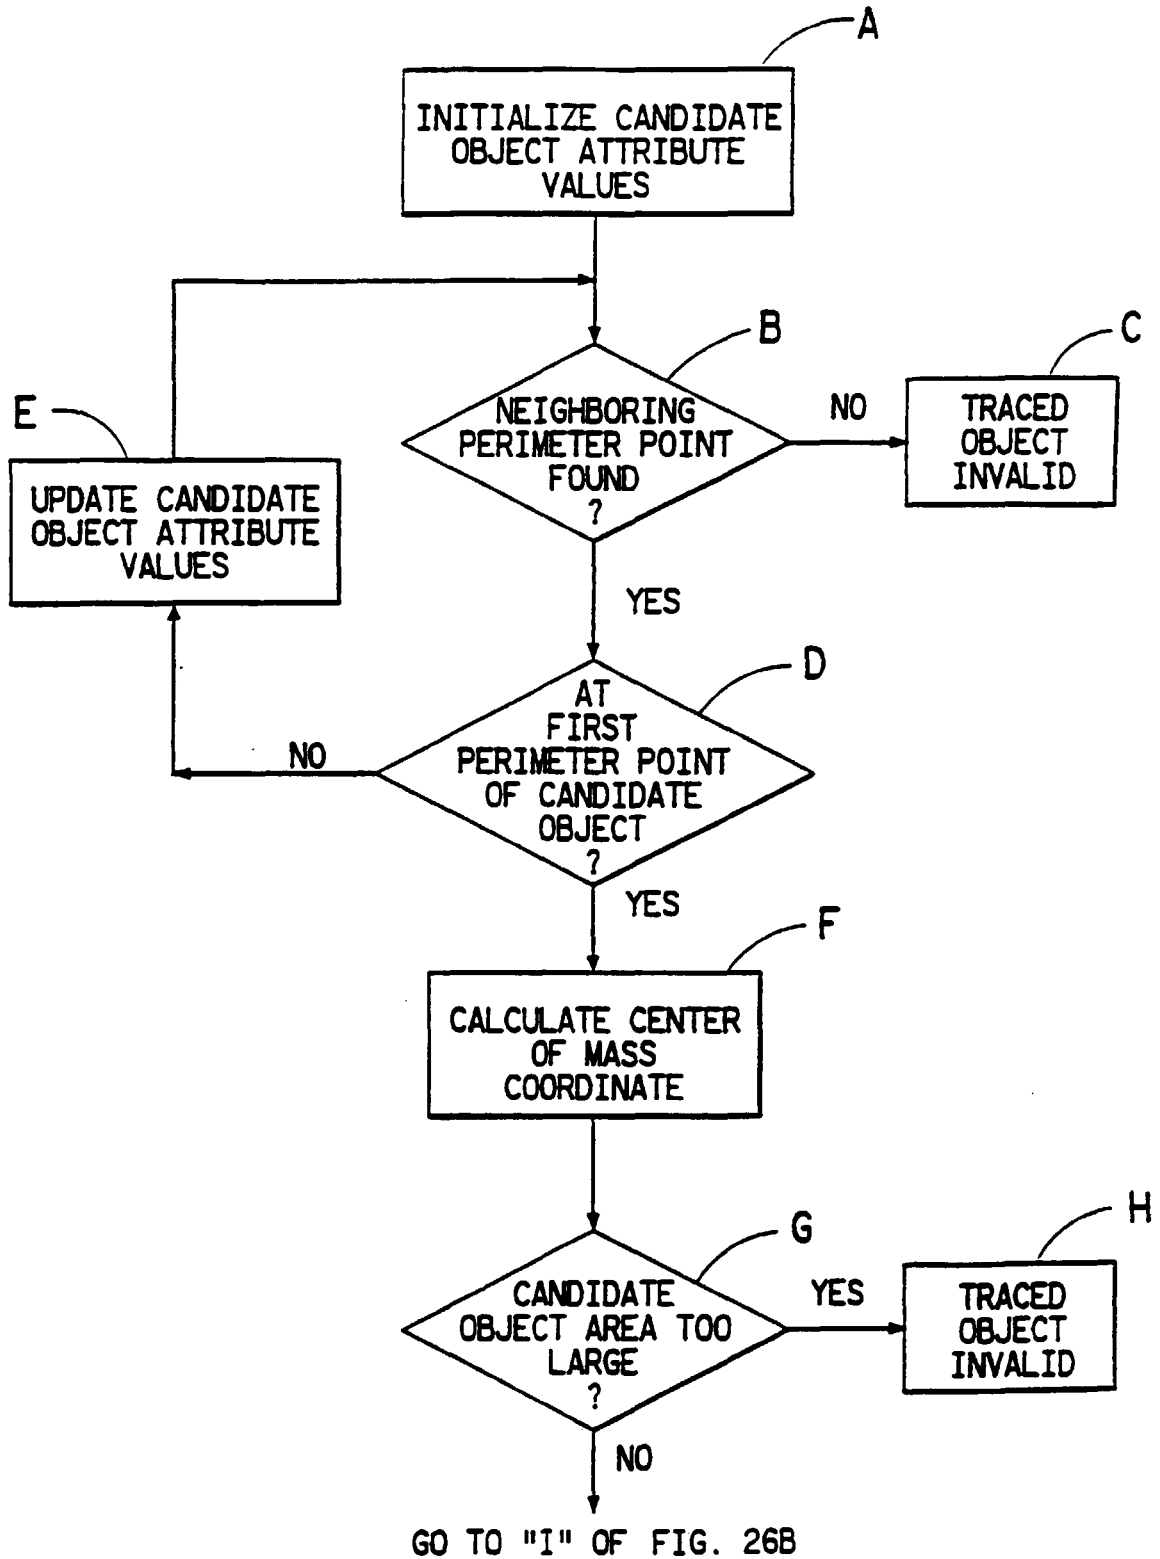 A
INITIALIZE CANDIDATE
OBJECT ATTRIBUTE
VALUES
B
C
NEIGHBORING
PERIMETER POINT
FOUND
?
NO
TRACED
OBJECT
INVALID
E
UPDATE CANDIDATE
OBJECT ATTRIBUTE
VALUES
YES
D
AT
FIRST
PERIMETER POINT
OF CANDIDATE
OBJECT
?
NO
YES
F
CALCULATE CENTER
OF MASS
COORDINATE
G
H
CANDIDATE
OBJECT AREA TOO
LARGE
?
YES
TRACED
OBJECT
INVALID
NO
GO TO "I" OF FIG. 26B